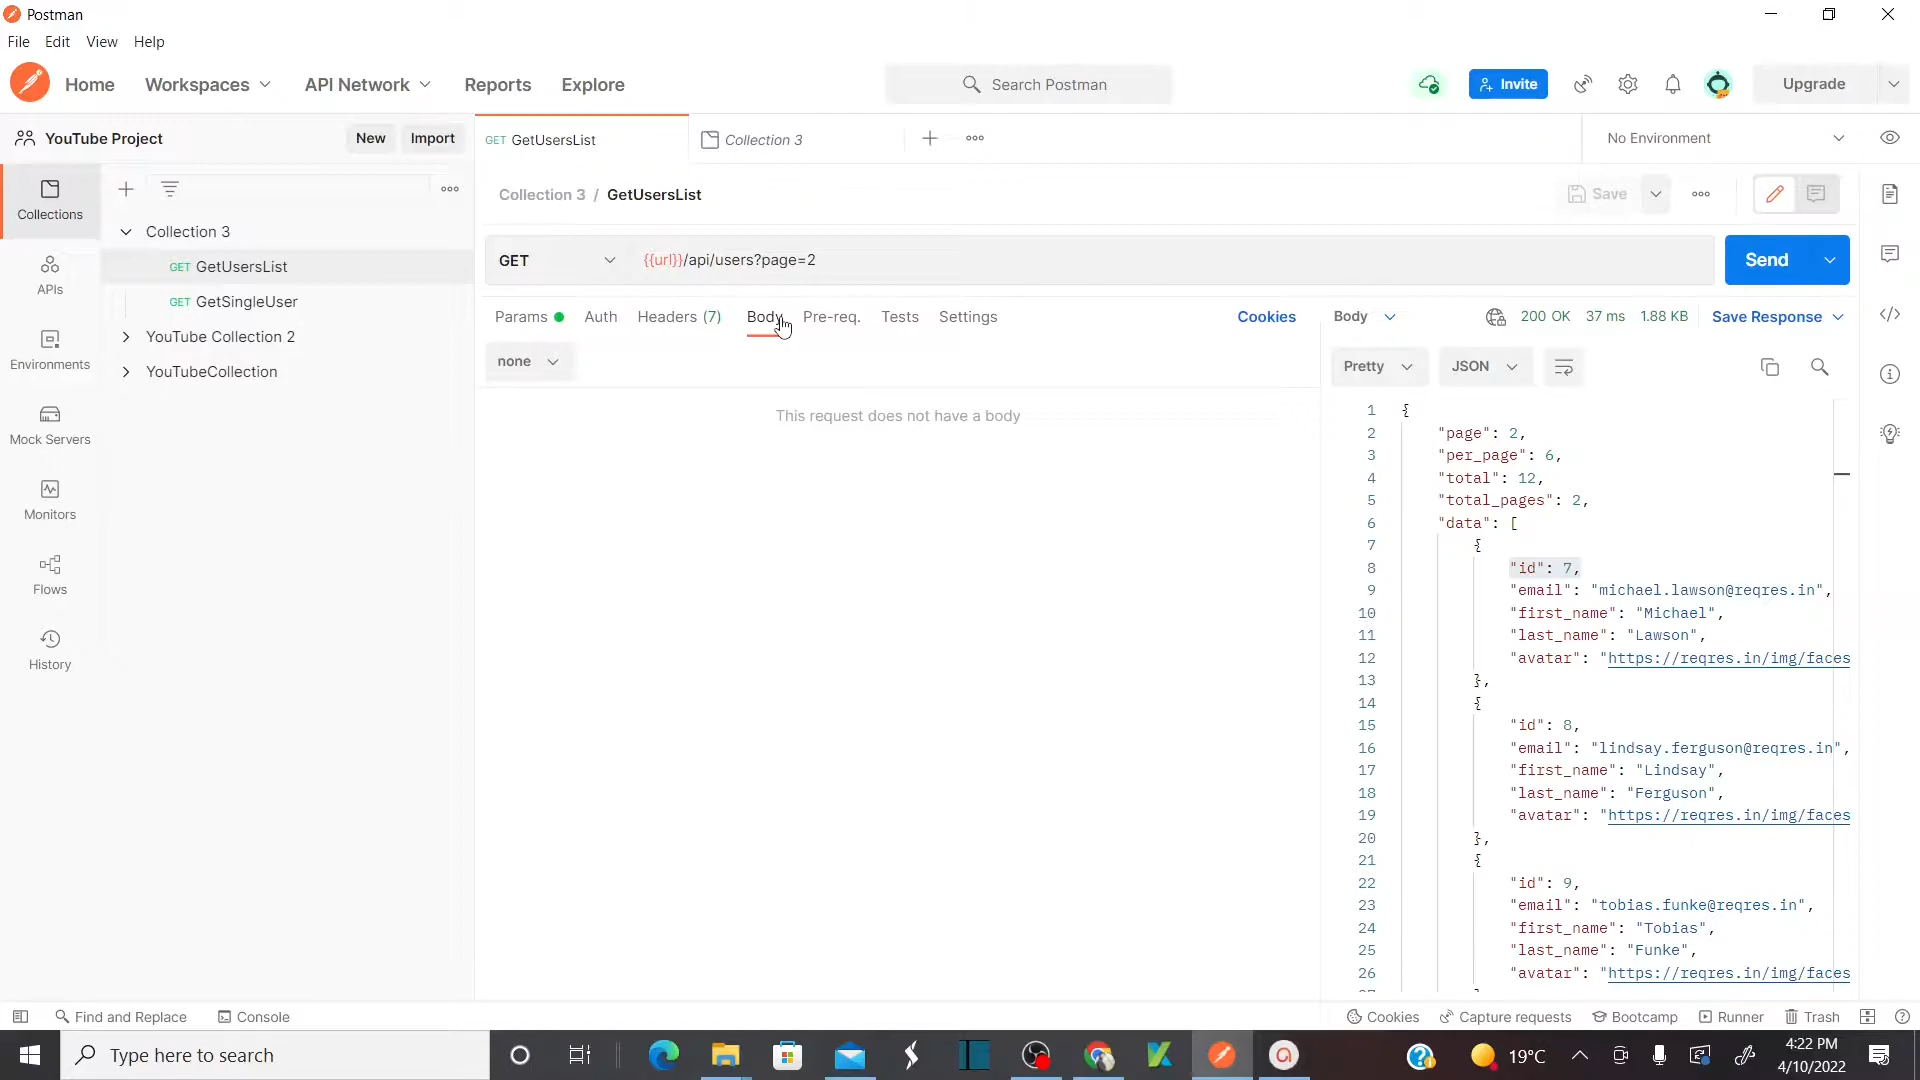 Postman
File Edit View Help
Home Workspaces API Network Reports Explore Search Postman Invite Upgrade
YouTube Project New Import GET GetUsersList Collection 3 No Environment
Collections
APIs
Environments
Mock Servers
Monitors
Flows
History
Collection 3
GET GetUsersList
GET GetSingleUser
YouTube Collection 2
YouTubeCollection
Collection 3 / GetUsersList Save
GET {{url}}/api/users?page=2 Send
Params Auth Headers (7) Body Pre-req. Tests Settings Cookies
none
This request does not have a body
Body 200 OK 37 ms 1.88 KB Save Response
Pretty JSON
1 {
2 "page": 2,
3 "per_page": 6,
4 "total": 12,
5 "total_pages": 2,
6 "data": [
7 {
8 "id": 7,
9 "email": "michael.lawson@reqres.in",
10 "first_name": "Michael",
11 "last_name": "Lawson",
12 "avatar": "https://reqres.in/img/faces
13 },
14 {
15 "id": 8,
16 "email": "lindsay.ferguson@reqres.in",
17 "first_name": "Lindsay",
18 "last_name": "Ferguson",
19 "avatar": "https://reqres.in/img/faces
20 },
21 {
22 "id": 9,
23 "email": "tobias.funke@reqres.in",
24 "first_name": "Tobias",
25 "last_name": "Funke",
26 "avatar": "https://reqres.in/img/faces
Find and Replace Console Cookies Capture requests Bootcamp Runner Trash
Type here to search 19°C 4:22 PM
4/10/2022